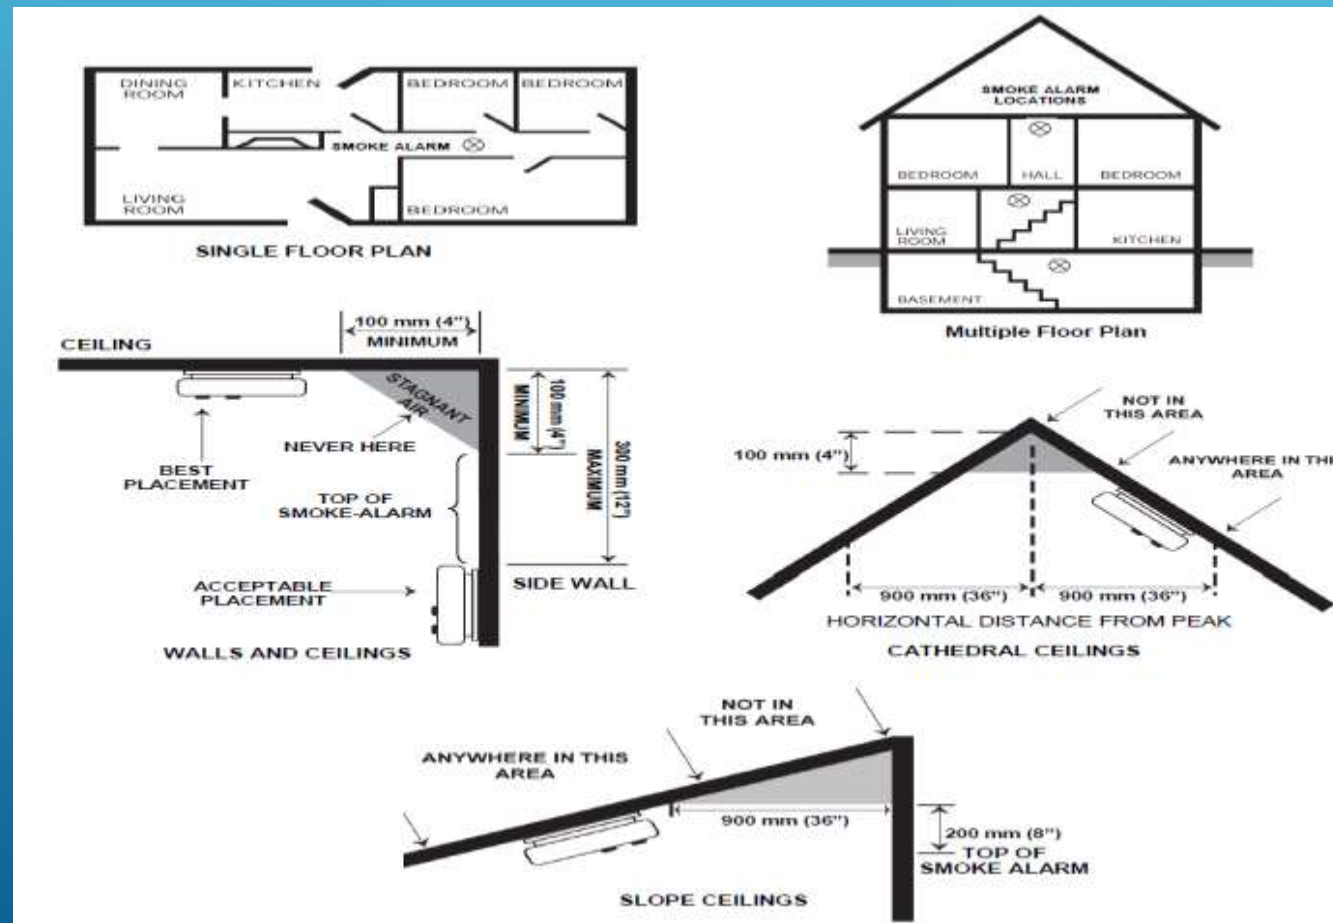 DINING
ROOM
KITCHEN
BEDROOM
BEDROOM
SMOKE ALARM
LIVING
ROOM
BEDROOM
SINGLE FLOOR PLAN
SMOKE ALARM
LOCATIONS
BEDROOM
HALL
BEDROOM
LIVING
ROOM
KITCHEN
BASEMENT
Multiple Floor Plan
CEILING
100 mm (4")
MINIMUM
STAGNANT
AIR
100 mm (4")
MINIMUM
300 mm (12")
MAXIMUM
NEVER HERE
BEST
PLACEMENT
TOP OF
SMOKE-ALARM
ACCEPTABLE
PLACEMENT
SIDE WALL
WALLS AND CEILINGS
NOT IN
THIS AREA
100 mm (4")
ANYWHERE IN THI
AREA
900 mm (36")
900 mm (36")
HORIZONTAL DISTANCE FROM PEAK
CATHEDRAL CEILINGS
NOT IN
THIS AREA
ANYWHERE IN THIS
AREA
900 mm (36")
200 mm (8")
TOP OF
SMOKE ALARM
SLOPE CEILINGS